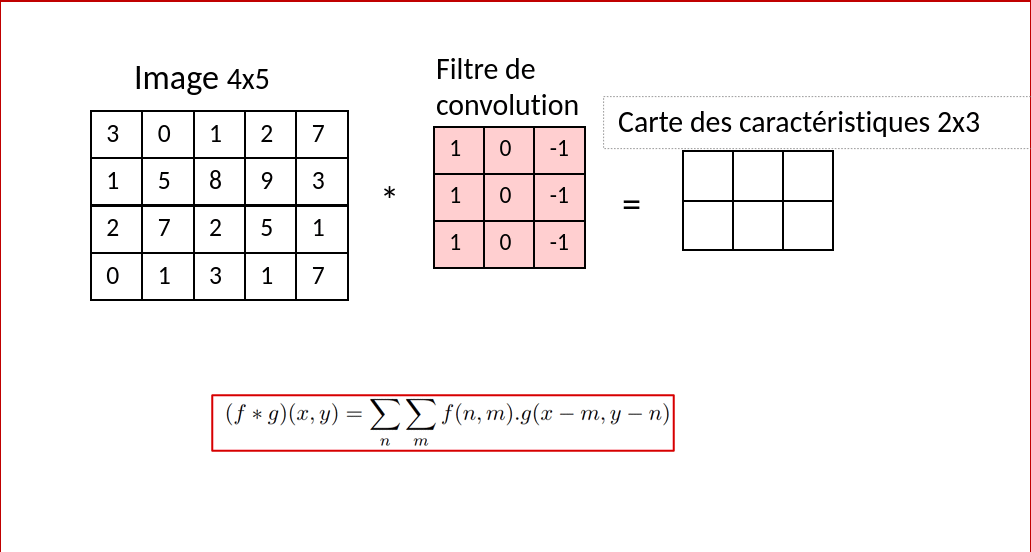 Image 4x5
Filtre de
convolution
Carte des caractéristiques 2x3
3 0 1 2 7
1 5 8 9 3
2 7 2 5 1
0 1 3 1 7
*
1 0 -1
1 0 -1
1 0 -1
=
(f * g)(x, y) = ∑n ∑m f(n, m).g(x − m, y − n)